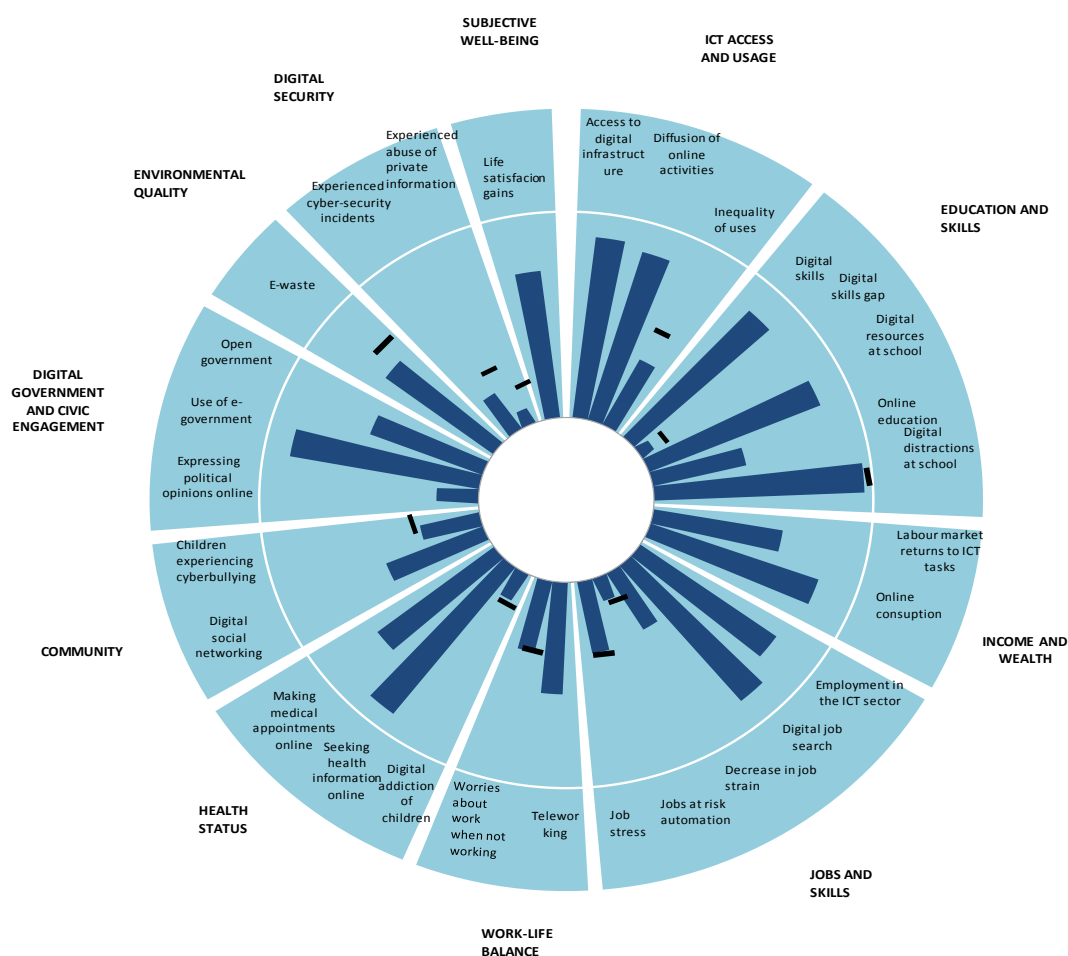 SUBJECTIVE
WELL-BEING
ICT ACCESS
AND USAGE
Access to
digital
infrastruct
ure
Diffusion of
online
activities
Inequality
of uses
EDUCATION AND
SKILLS
Digital
skills
Digital
skills gap
Digital
resources
at school
Online
education
Digital
distractions
at school
INCOME AND
WEALTH
Labour market
returns to ICT
tasks
Online
consuption
JOBS AND
SKILLS
Employment in
the ICT sector
Digital job
search
Decrease in job
strain
Jobs at risk
automation
Job
stress
WORK-LIFE
BALANCE
Telewor
king
Worries
about
work
when not
working
HEALTH
STATUS
Digital
addiction
of
children
Seeking
health
information
online
Making
medical
appointments
online
COMMUNITY
Digital
social
networking
Children
experiencing
cyberbullying
DIGITAL
GOVERNMENT
AND CIVIC
ENGAGEMENT
Expressing
political
opinions online
Use of e-
government
Open
government
ENVIRONMENTAL
QUALITY
E-waste
DIGITAL
SECURITY
Experienced
cyber-security
incidents
Experienced
abuse of
private
information
Life
satisfacion
gains